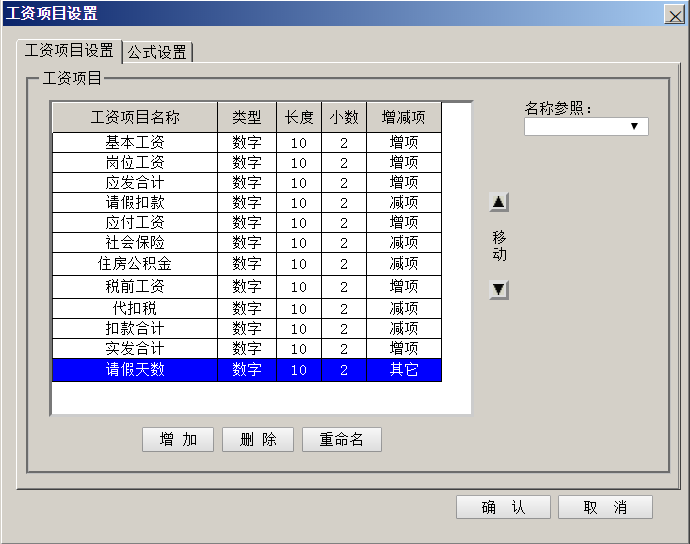 工资项目设置
工资项目设置 公式设置
工资项目
工资项目名称 类型 长度 小数 增减项
基本工资 数字 10 2 增项
岗位工资 数字 10 2 增项
应发合计 数字 10 2 增项
请假扣款 数字 10 2 减项
应付工资 数字 10 2 增项
社会保险 数字 10 2 减项
住房公积金 数字 10 2 减项
税前工资 数字 10 2 增项
代扣税 数字 10 2 减项
扣款合计 数字 10 2 减项
实发合计 数字 10 2 增项
请假天数 数字 10 2 其它
名称参照：
移
动
增 加 删 除 重命名
确 认 取 消